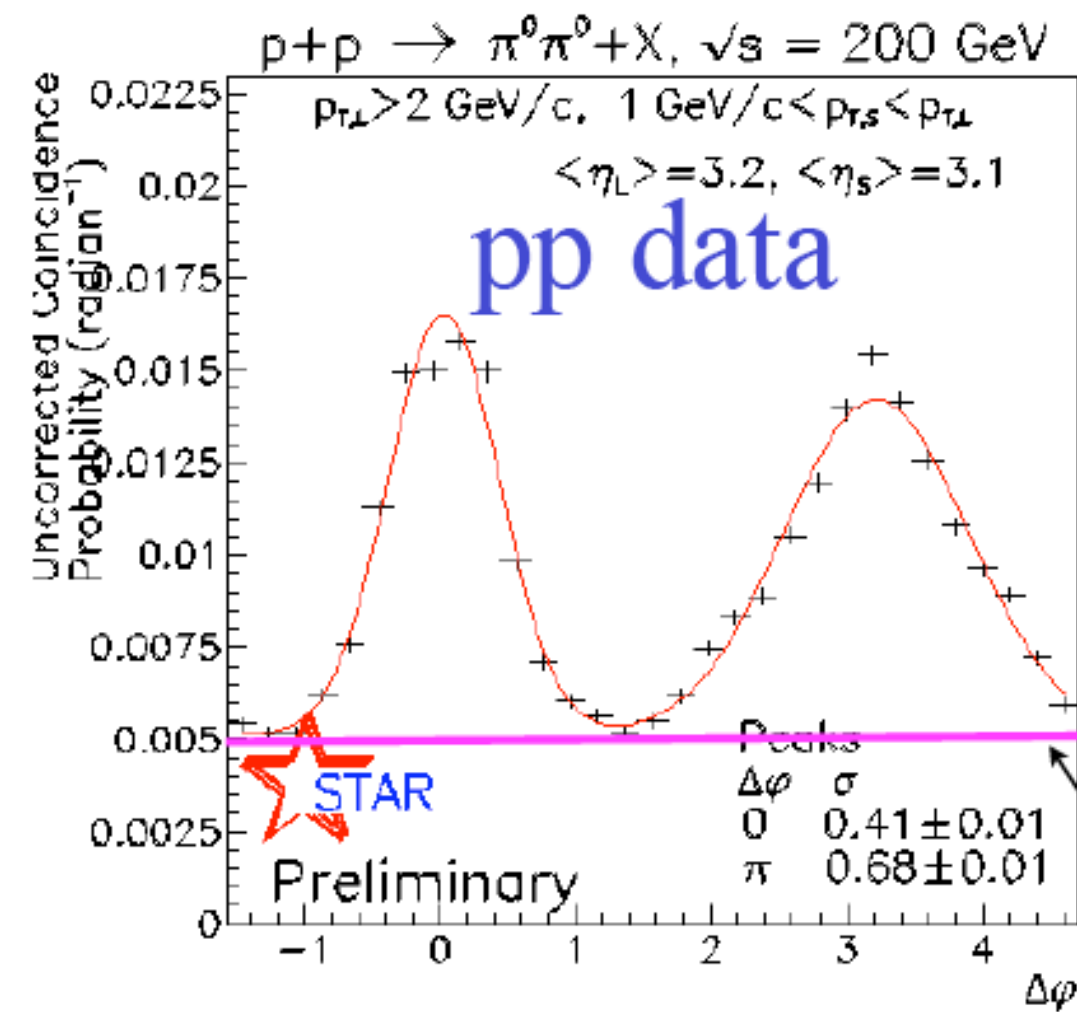 p+p → π⁰π⁰+X, √s = 200 GeV
p_T,L>2 GeV/c, 1 GeV/c<p_T,S<p_T,L
<η_L>=3.2, <η_S>=3.1
pp data
Uncorrected Coincidence
Probability (radian⁻¹)
0.0225
0.02
0.0175
0.015
0.0125
0.01
0.0075
0.005
0.0025
0
STAR
Preliminary
Peaks
Δφ σ
0 0.41±0.01
π 0.68±0.01
−1 0 1 2 3 4
Δφ